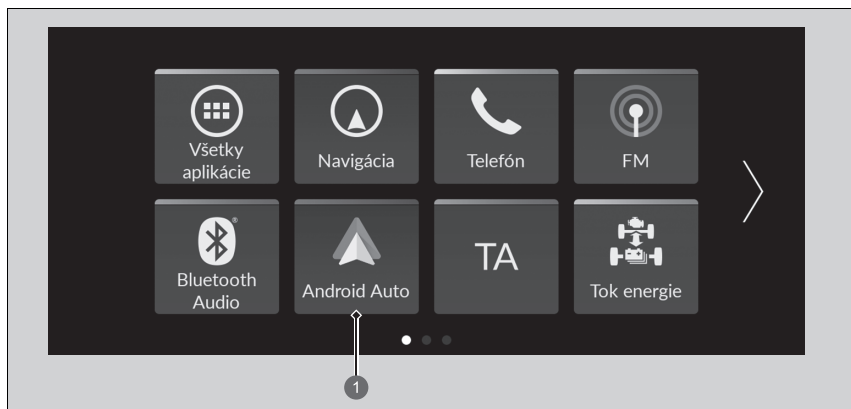 Všetky
aplikácie
Navigácia
Telefón
FM
Bluetooth
Audio
Android Auto
TA
Tok energie
1